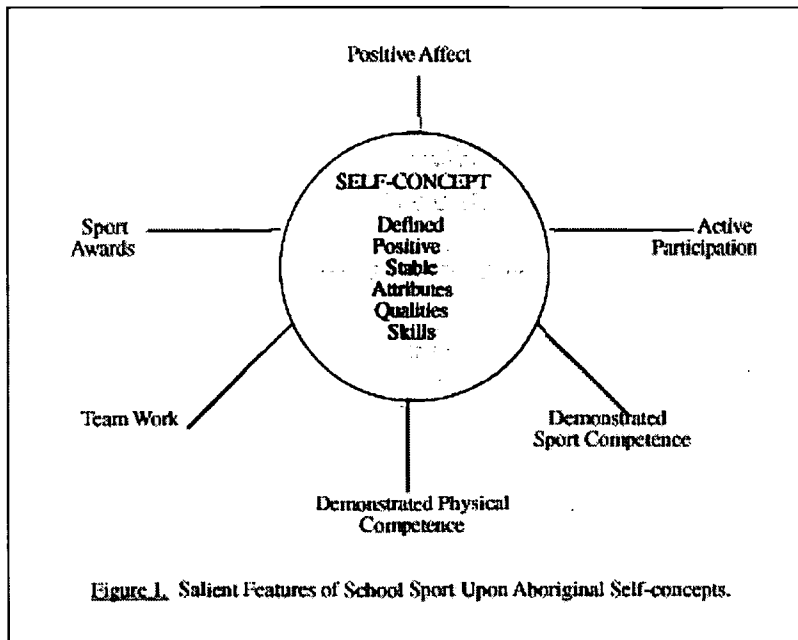 Positive Affect
SELF-CONCEPT
Defined
Positive
Stable
Attributes
Qualities
Skills
Sport
Awards
Active
Participation
Team Work
Demonstrated
Sport Competence
Demonstrated Physical
Competence
Figure 1. Salient Features of School Sport Upon Aboriginal Self-concepts.